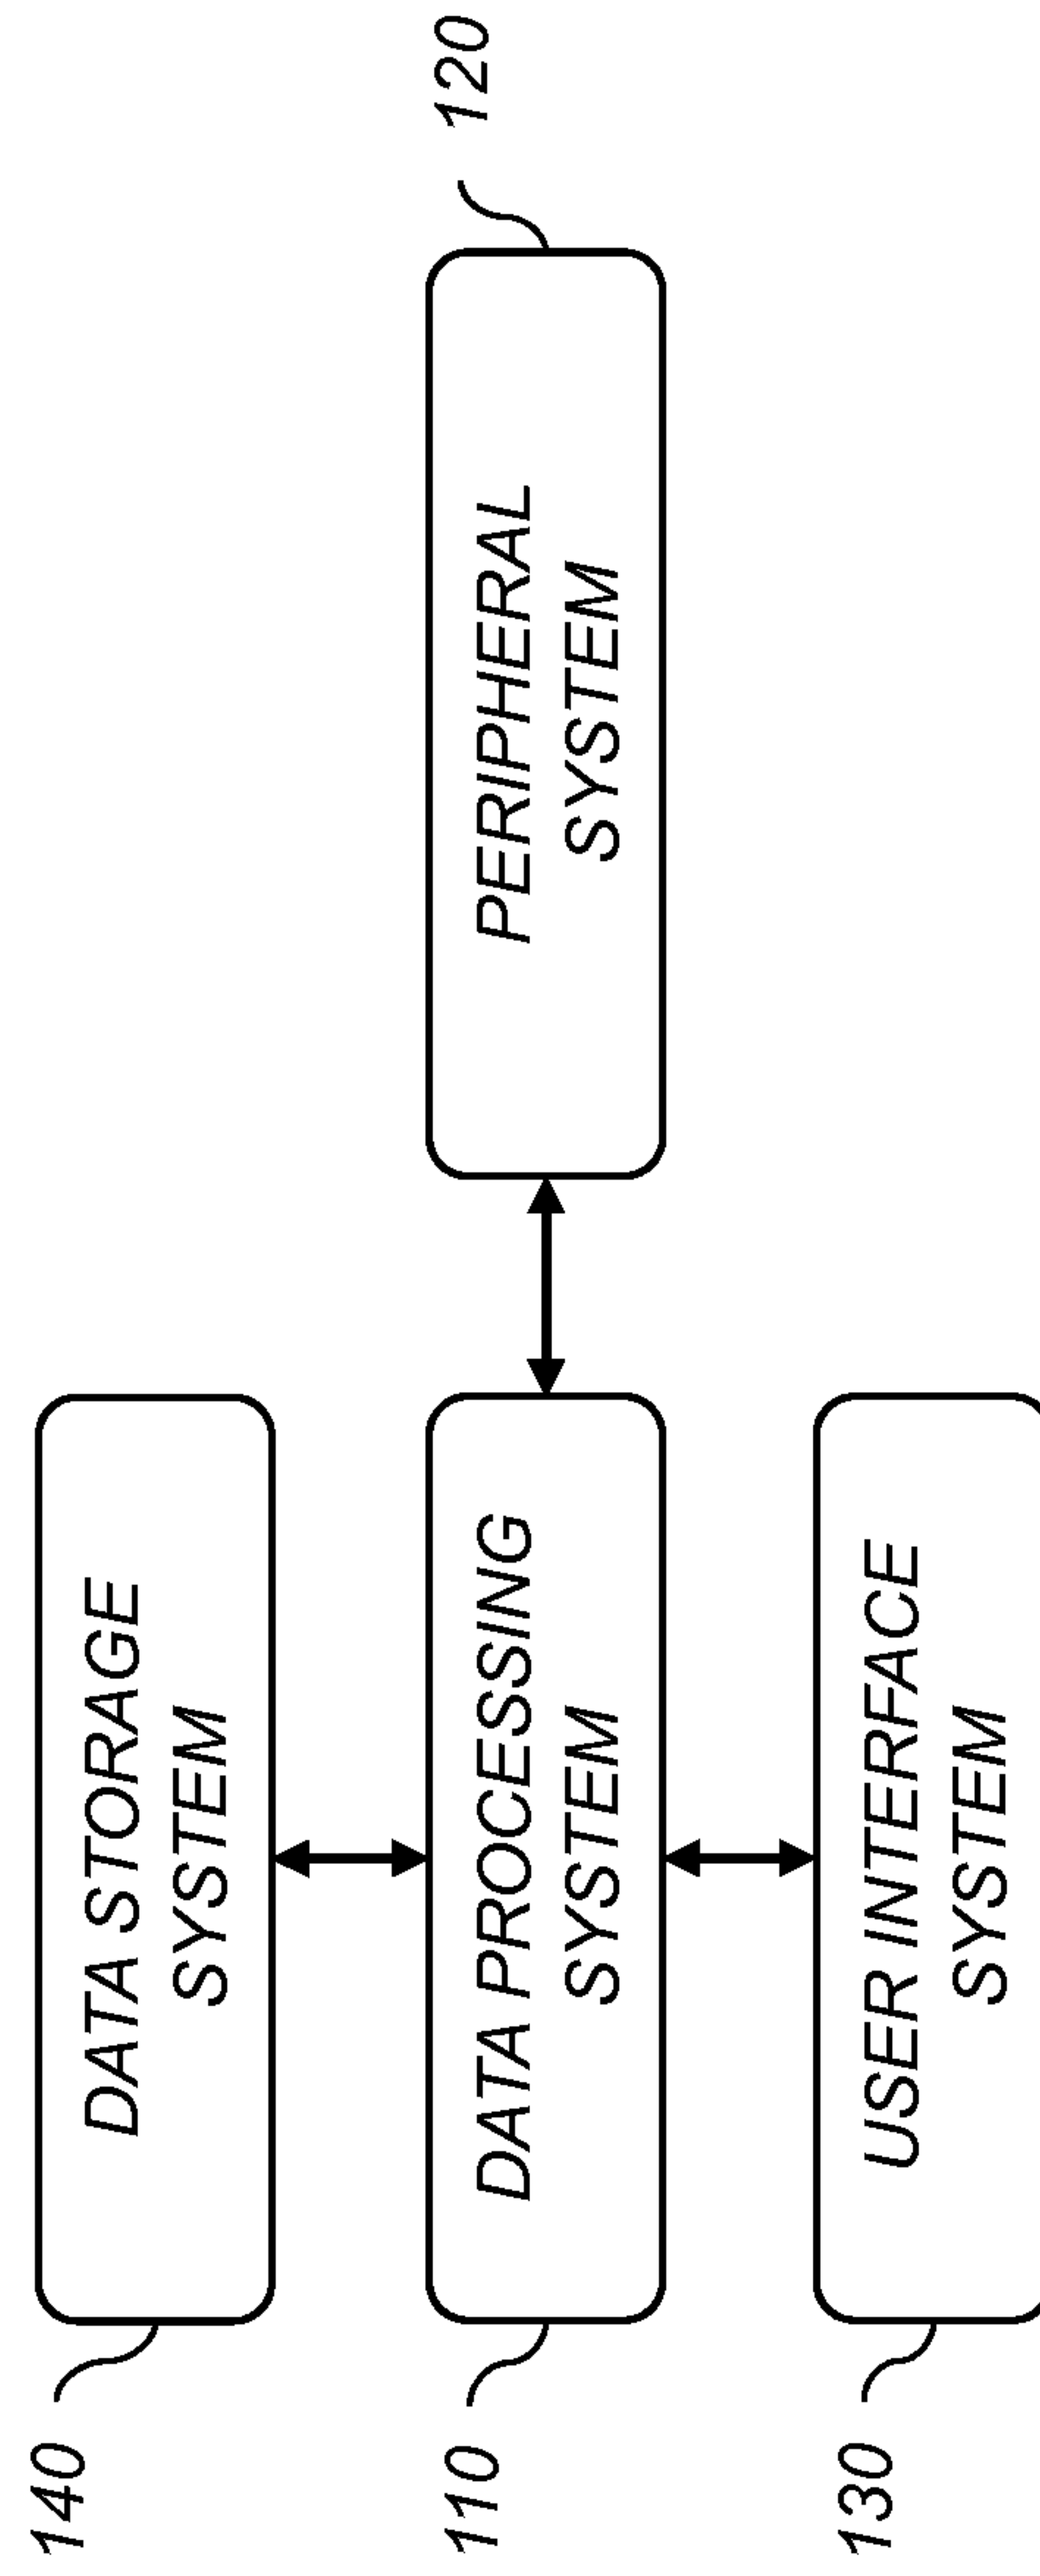 140
DATA STORAGE
SYSTEM
110
DATA PROCESSING
SYSTEM
PERIPHERAL
SYSTEM
120
130
USER INTERFACE
SYSTEM